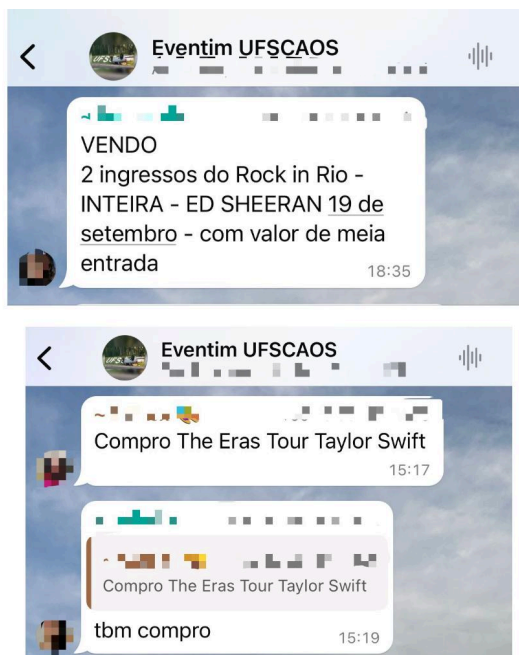 Eventim UFSCAOS
VENDO
2 ingressos do Rock in Rio -
INTEIRA - ED SHEERAN 19 de
setembro - com valor de meia
entrada
18:35
Eventim UFSCAOS
Compro The Eras Tour Taylor Swift
15:17
Compro The Eras Tour Taylor Swift
tbm compro
15:19